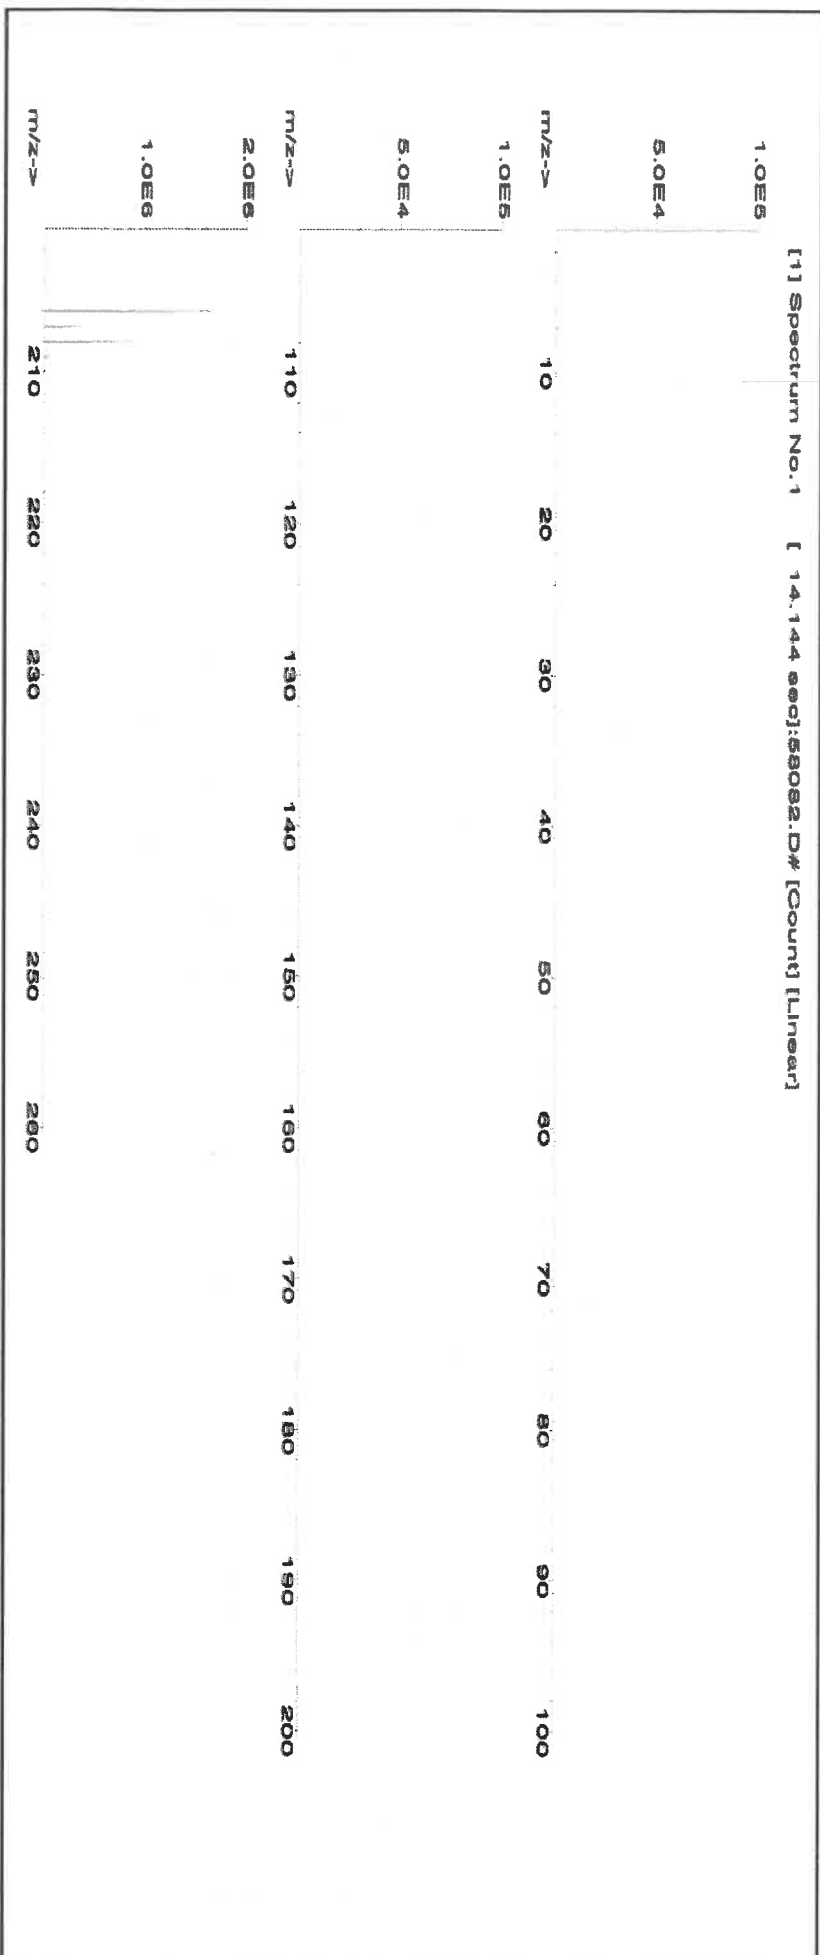 [1] Spectrum No.1 [ 14.144 sec]:58082.D# [Count] [Linear]
1.0E5
5.0E4
m/z->
10 20 30 40 50 60 70 80 90 100
1.0E5
5.0E4
m/z->
110 120 130 140 150 160 170 180 190 200
2.0E6
1.0E6
m/z->
210 220 230 240 250 260